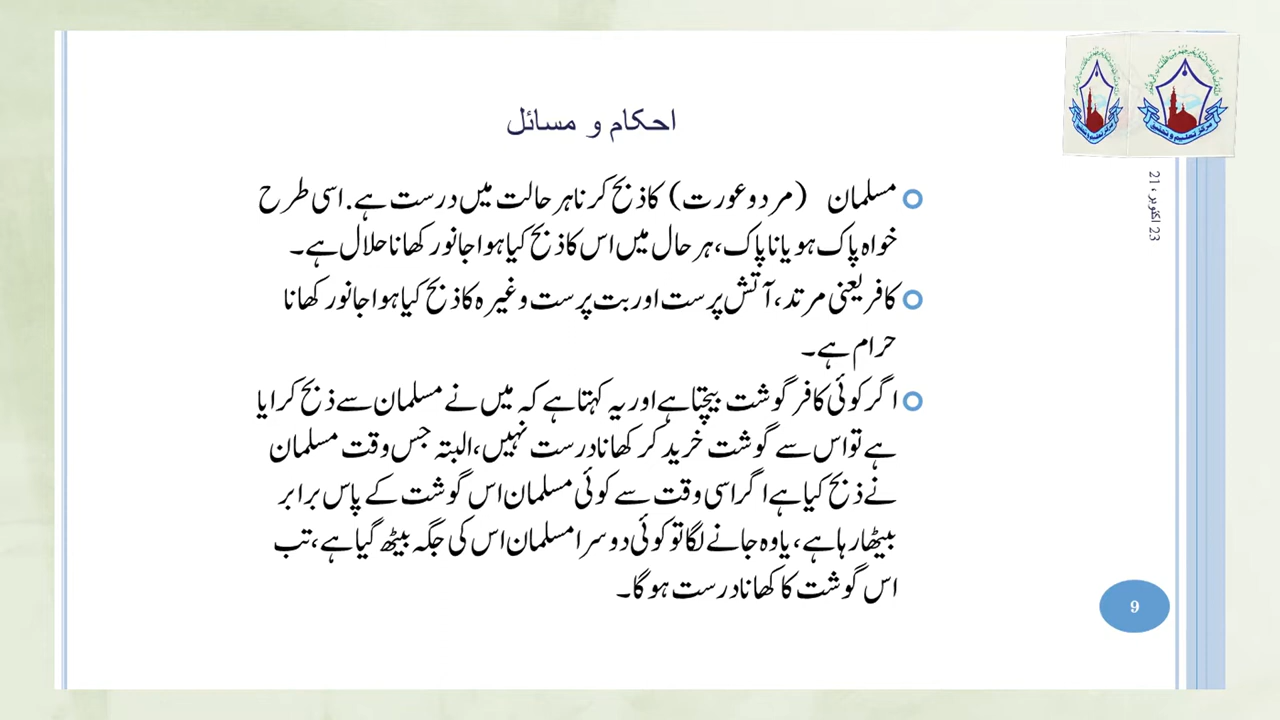 احکام و مسائل
مسلمان (مرد و عورت) کا ذبح کرنا ہر حالت میں درست ہے. اسی طرح
خواہ پاک ہو یا ناپاک، ہر حال میں اس کا ذبح کیا ہوا جانور کھانا حلال ہے۔
کافر یعنی مرتد، آتش پرست اور بت پرست وغیرہ کا ذبح کیا ہوا جانور کھانا
حرام ہے۔
اگر کوئی کافر گوشت بیچتا ہے اور یہ کہتا ہے کہ میں نے مسلمان سے ذبح کرایا
ہے تو اس سے گوشت خرید کر کھانا درست نہیں، البتہ جس وقت مسلمان
نے ذبح کیا ہے اگر اسی وقت سے کوئی مسلمان اس گوشت کے پاس برابر
بیٹھا رہا ہے، یا وہ جانے لگا تو کوئی دوسرا مسلمان اس کی جگہ بیٹھ گیا ہے، تب
اس گوشت کا کھانا درست ہو گا۔
23 اکتوبر، 21
9